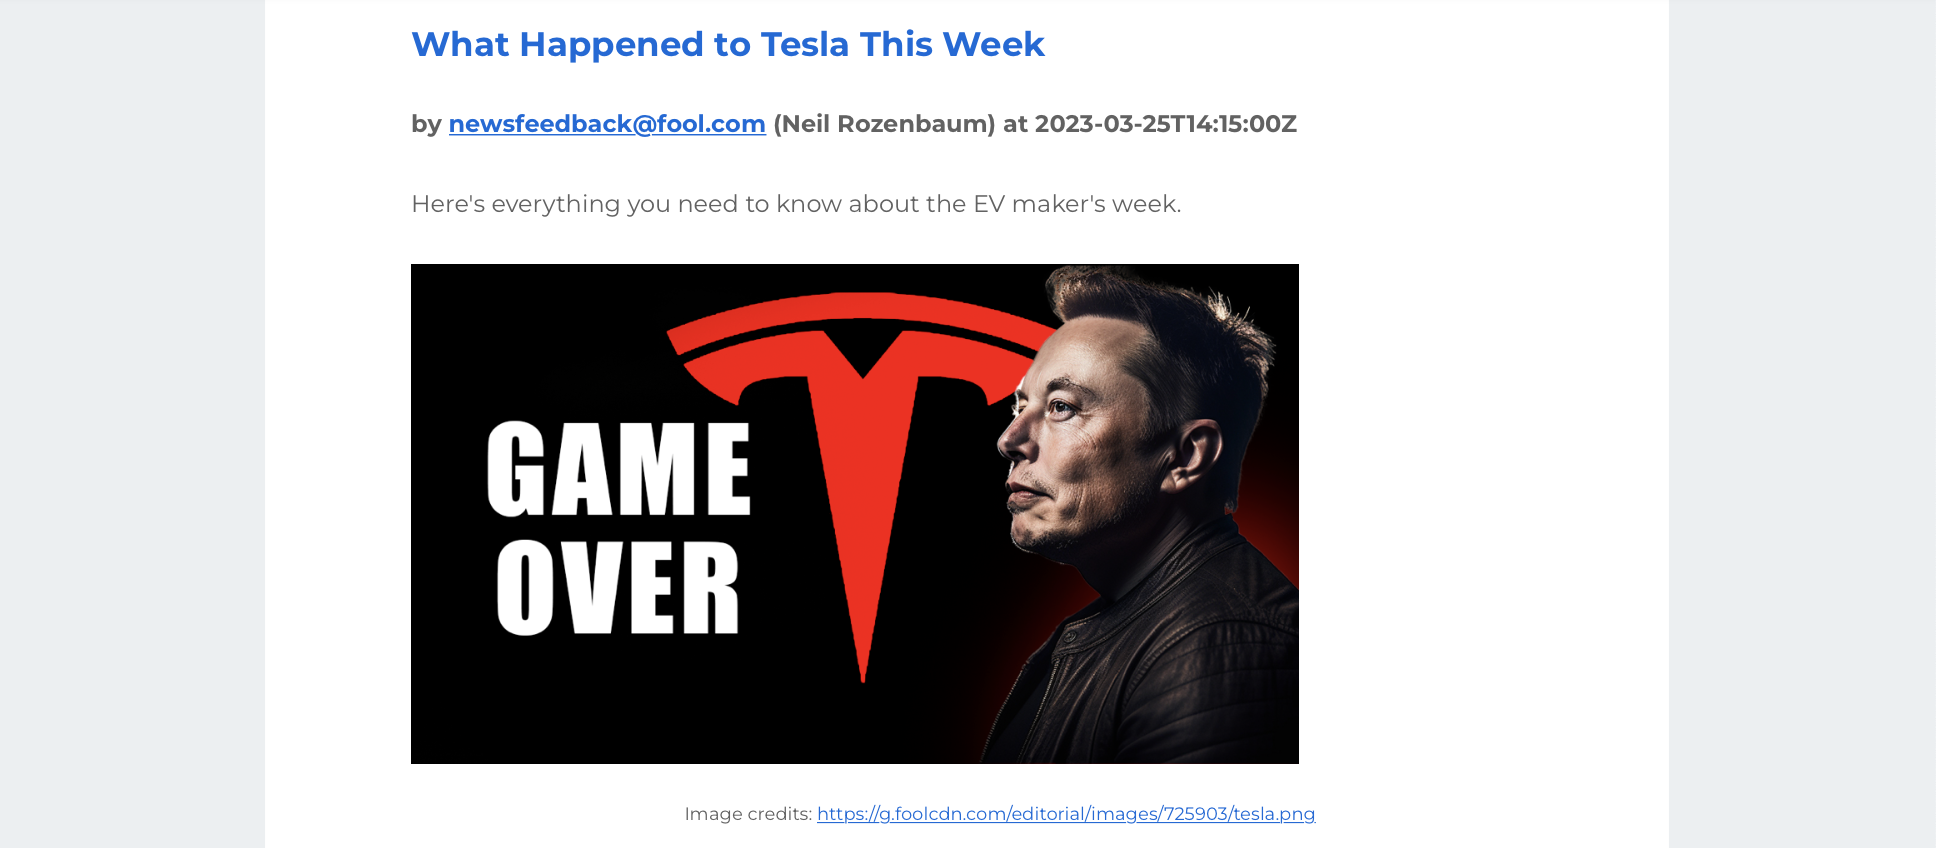 What Happened to Tesla This Week
by newsfeedback@fool.com (Neil Rozenbaum) at 2023-03-25T14:15:00Z
Here's everything you need to know about the EV maker's week.
GAME
OVER
Image credits: https://g.foolcdn.com/editorial/images/725903/tesla.png